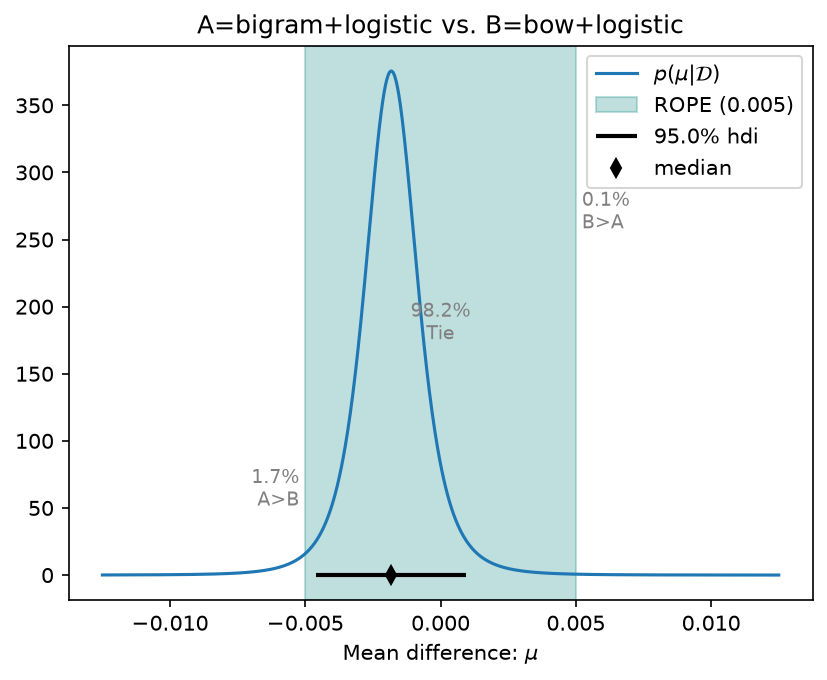 A=bigram+logistic vs. B=bow+logistic
p(μ|𝒟)
ROPE (0.005)
95.0% hdi
median
350
300
250
200
150
100
50
0
0.1%
B>A
98.2%
Tie
1.7%
A>B
−0.010
−0.005
0.000
0.005
0.010
Mean difference: μ